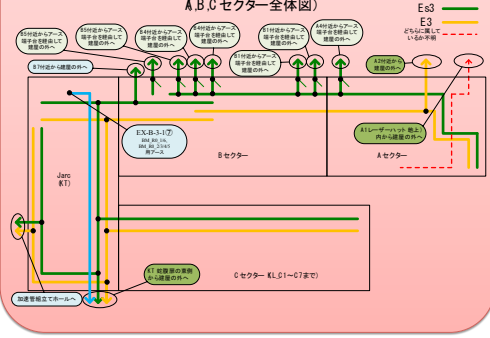 A,B,Cセクター全体図)
Es3
E3
どちらに属して
いるか不明
B5付近からアース
端子台を経由して
建屋の外へ
B5付近からアース
端子台を経由して
建屋の外へ
B4付近からアース
端子台を経由して
建屋の外へ
B4付近からアース
端子台を経由して
建屋の外へ
B1付近からアース
端子台を経由して
建屋の外へ
A4付近からアース
端子台を経由して
建屋の外へ
B7付近から建屋の外へ
B1付近からアース
端子台を経由して
建屋の外へ
A2付近から
建屋の外へ
EX-B-3-1⑦
用アース
A1レーザーハット 地上)
内から建屋の外へ
Bセクター
Aセクター
Jarc
(KT)
KT 前室の東側
から建屋の外へ
Cセクター KL_C1~C7まで)
加速管組立てホールへ